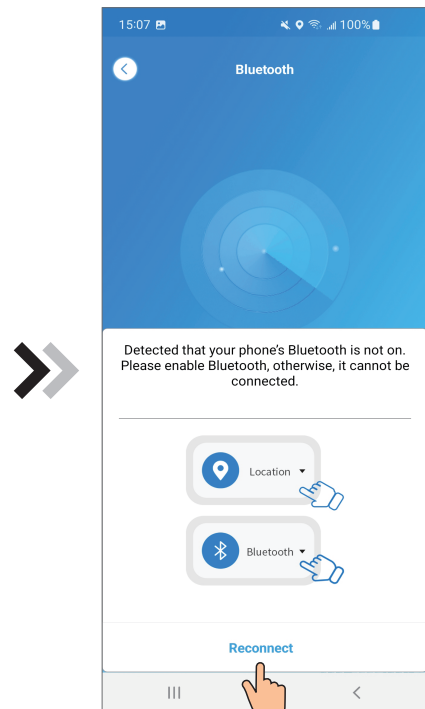 15:07 100%
Bluetooth
Detected that your phone's Bluetooth is not on.
Please enable Bluetooth, otherwise, it cannot be
connected.
Location
Bluetooth
Reconnect